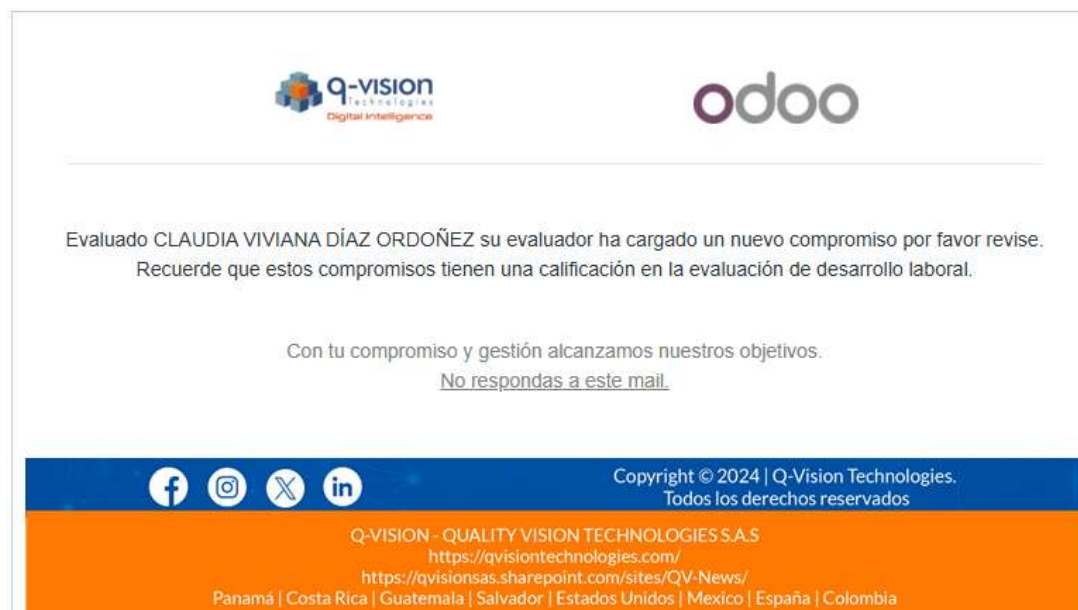 q-vision
Technologies
Digital Intelligence
odoo
Evaluado CLAUDIA VIVIANA DÍAZ ORDOÑEZ su evaluador ha cargado un nuevo compromiso por favor revise.
Recuerde que estos compromisos tienen una calificación en la evaluación de desarrollo laboral.
Con tu compromiso y gestión alcanzamos nuestros objetivos.
No respondas a este mail.
Copyright © 2024 | Q-Vision Technologies.
Todos los derechos reservados
Q-VISION - QUALITY VISION TECHNOLOGIES S.A.S
https://qvisiontechnologies.com/
https://qvisionsas.sharepoint.com/sites/QV-News/
Panamá | Costa Rica | Guatemala | Salvador | Estados Unidos | Mexico | España | Colombia